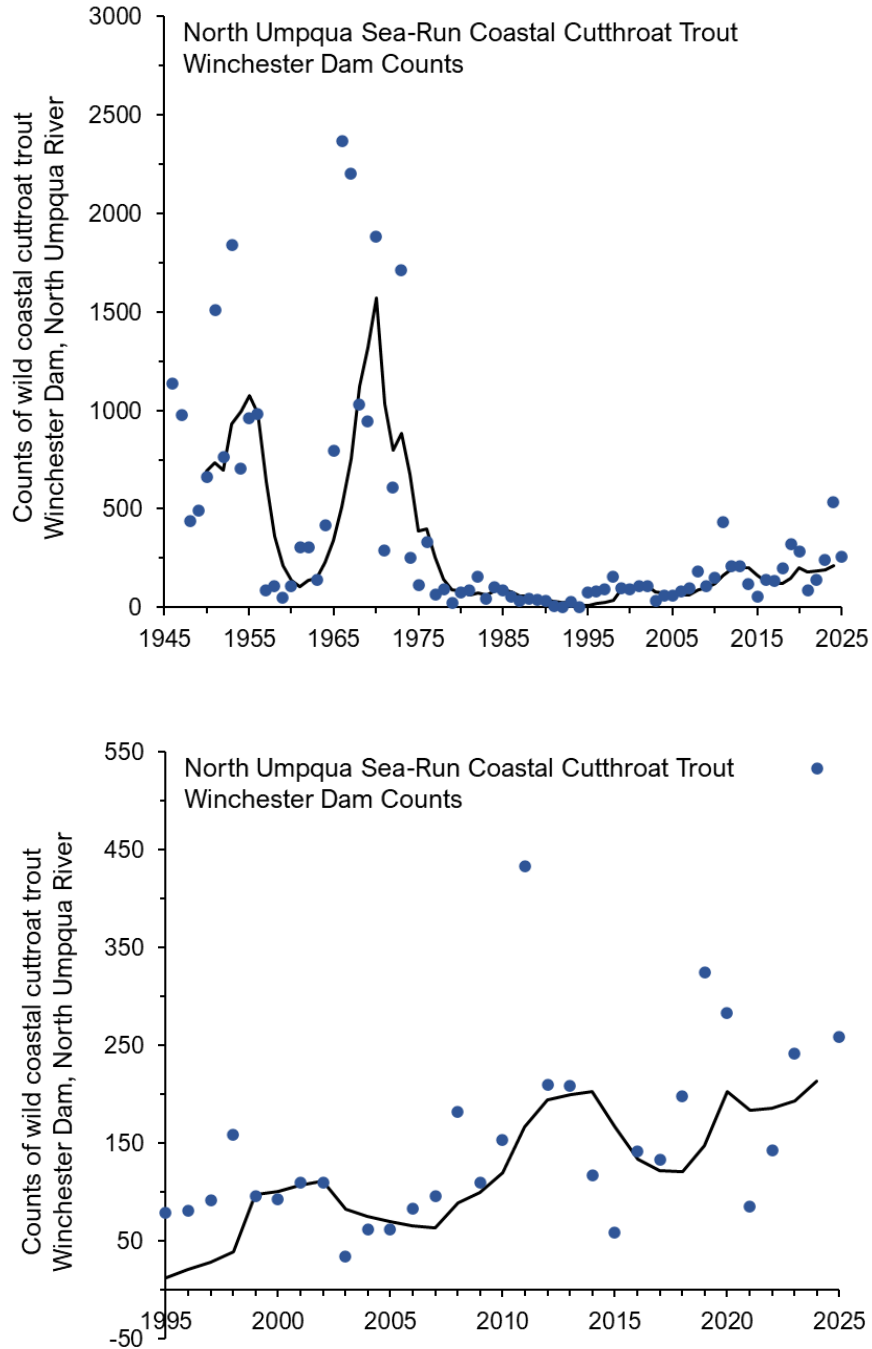 North Umpqua Sea-Run Coastal Cutthroat Trout
Winchester Dam Counts
Counts of wild coastal cuttroat trout
Winchester Dam, North Umpqua River
3000
2500
2000
1500
1000
500
0
1945 1955 1965 1975 1985 1995 2005 2015 2025
North Umpqua Sea-Run Coastal Cutthroat Trout
Winchester Dam Counts
Counts of wild coastal cuttroat trout
Winchester Dam, North Umpqua River
550
450
350
250
150
50
-50
1995 2000 2005 2010 2015 2020 2025